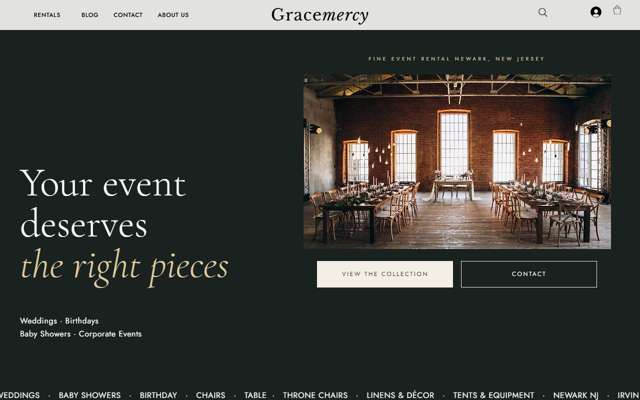 RENTALS BLOG CONTACT ABOUT US
Gracemercy
FINE EVENT RENTAL NEWARK, NEW JERSEY
Your event
deserves
the right pieces
VIEW THE COLLECTION
CONTACT
Weddings - Birthdays
Baby Showers - Corporate Events
WEDDINGS · BABY SHOWERS · BIRTHDAY · CHAIRS · TABLE · THRONE CHAIRS · LINENS & DÉCOR · TENTS & EQUIPMENT · NEWARK NJ · IRVIN